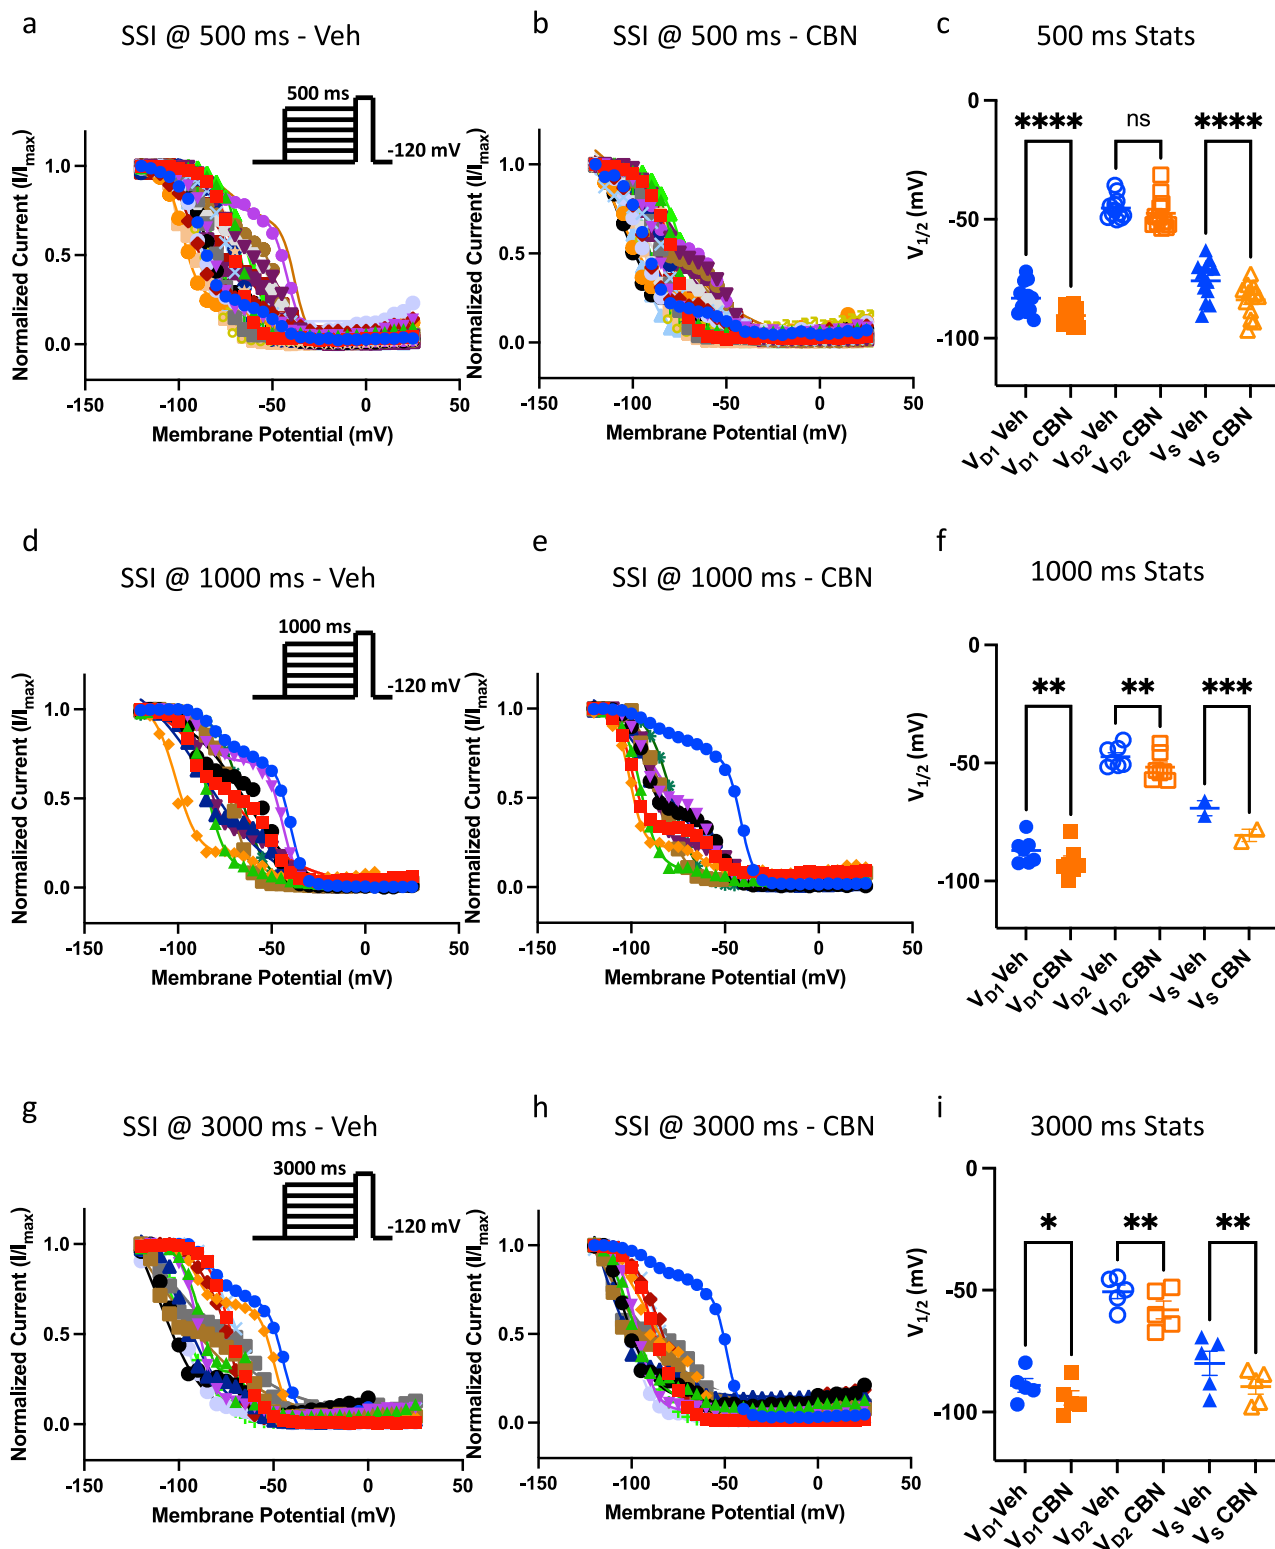 a
SSI @ 500 ms - Veh
500 ms
-120 mV
Normalized Current (I/Imax)
1.0
0.5
0.0
-150
-100
-50
0
50
Membrane Potential (mV)
b
SSI @ 500 ms - CBN
Normalized Current (I/Imax)
1.0
0.5
0.0
-150
-100
-50
0
50
Membrane Potential (mV)
c
500 ms Stats
V1/2 (mV)
0
-50
-100
****
ns
****
VD1 Veh
VD1 CBN
VD2 Veh
VD2 CBN
VS Veh
VS CBN
d
SSI @ 1000 ms - Veh
1000 ms
-120 mV
Normalized Current (I/Imax)
1.0
0.5
0.0
-150
-100
-50
0
50
Membrane Potential (mV)
e
SSI @ 1000 ms - CBN
Normalized Current (I/Imax)
1.0
0.5
0.0
-150
-100
-50
0
50
Membrane Potential (mV)
f
1000 ms Stats
V1/2 (mV)
0
-50
-100
**
**
***
VD1 Veh
VD1 CBN
VD2 Veh
VD2 CBN
VS Veh
VS CBN
g
SSI @ 3000 ms - Veh
3000 ms
-120 mV
Normalized Current (I/Imax)
1.0
0.5
0.0
-150
-100
-50
0
50
Membrane Potential (mV)
h
SSI @ 3000 ms - CBN
Normalized Current (I/Imax)
1.0
0.5
0.0
-150
-100
-50
0
50
Membrane Potential (mV)
i
3000 ms Stats
V1/2 (mV)
0
-50
-100
*
**
**
VD1 Veh
VD1 CBN
VD2 Veh
VD2 CBN
VS Veh
VS CBN